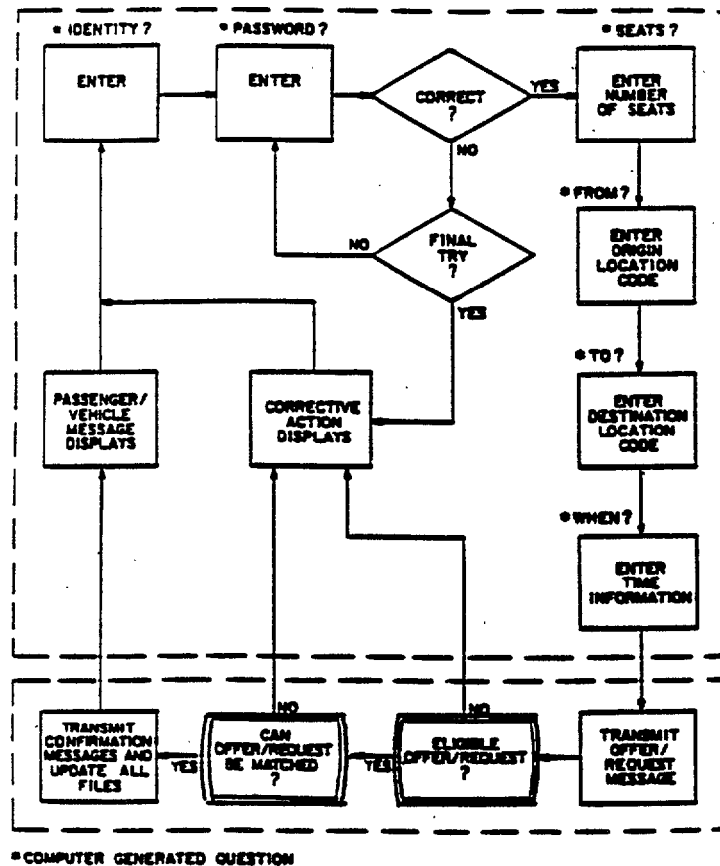 * IDENTITY ?
* PASSWORD ?
* SEATS ?
ENTER
ENTER
CORRECT
?
YES
ENTER
NUMBER
OF SEATS
NO
* FROM ?
NO
FINAL
TRY
?
ENTER
ORIGIN
LOCATION
CODE
YES
* TO ?
PASSENGER/
VEHICLE
MESSAGE
DISPLAYS
CORRECTIVE
ACTION
DISPLAYS
ENTER
DESTINATION
LOCATION
CODE
* WHEN ?
ENTER
TIME
INFORMATION
NO
NO
TRANSMIT
CONFIRMATION
MESSAGES AND
UPDATE ALL
FILES
YES
CAN
OFFER/REQUEST
BE MATCHED
?
YES
ELIGIBLE
OFFER/REQUEST
?
TRANSMIT
OFFER/
REQUEST
MESSAGE
* COMPUTER GENERATED QUESTION